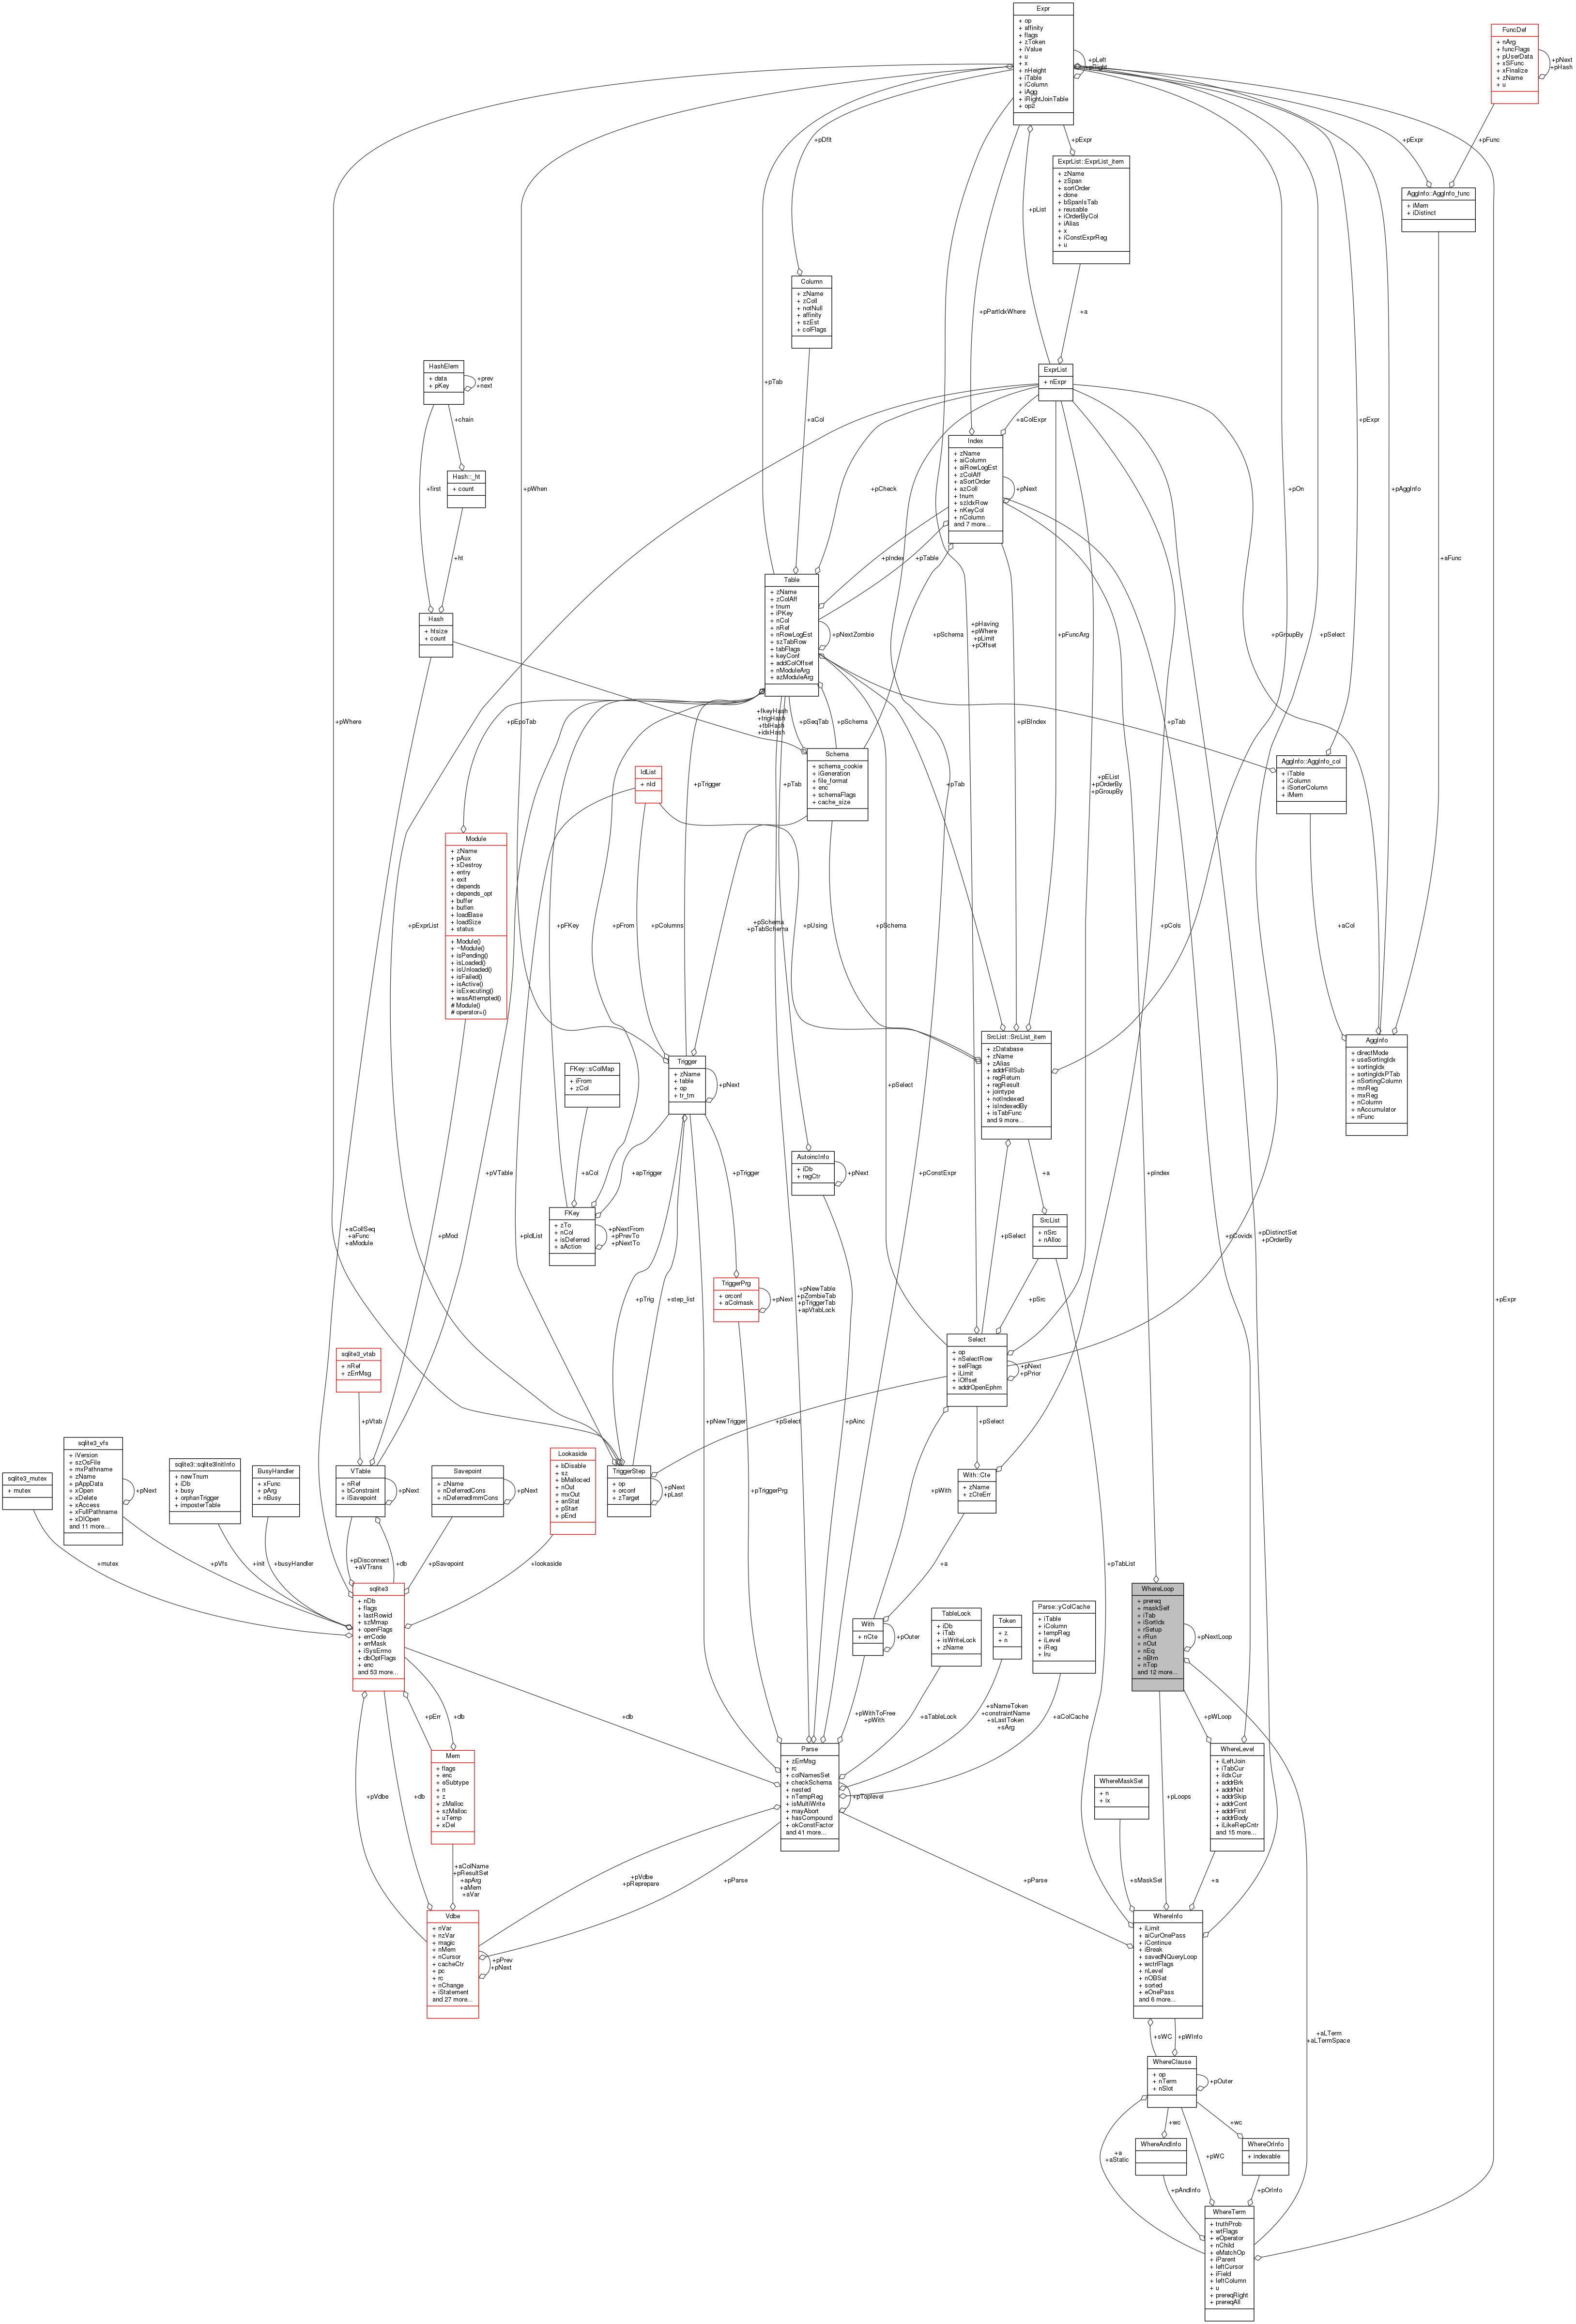 Expr
+ op
+ affinity
+ flags
+ zToken
+ iValue
+ u
+ x
+ nHeight
+ iTable
+ iColumn
+ iAgg
+ iRightJoinTable
+ op2
+pLeft
+pRight
FuncDef
+ nArg
+ funcFlags
+ pUserData
+ xSFunc
+ xFinalize
+ zName
+ u
+pNext
+pHash
+pDflt
+pExpr
+pExpr
+pFunc
ExprList::ExprList_item
+ zName
+ zSpan
+ sortOrder
+ done
+ bSpanIsTab
+ reusable
+ iOrderByCol
+ iAlias
+ x
+ iConstExprReg
+ u
AggInfo::AggInfo_func
+ iMem
+ iDistinct
+pList
Column
+ zName
+ zColl
+ notNull
+ affinity
+ szEst
+ colFlags
+pPartIdxWhere
+a
HashElem
+ data
+ pKey
+prev
+next
+pTab
ExprList
+ nExpr
+chain
+aCol
+aColExpr
+pExpr
Index
+ zName
+ aiColumn
+ aiRowLogEst
+ zColAff
+ aSortOrder
+ azColl
+ tnum
+ szIdxRow
+ nKeyCol
+ nColumn
and 7 more...
+pNext
Hash::_ht
+ count
+first
+pWhen
+pCheck
+pOn
+pAggInfo
+ht
+pIndex
+pTable
+aFunc
Table
+ zName
+ zColAff
+ tnum
+ iPKey
+ nCol
+ nRef
+ nRowLogEst
+ szTabRow
+ tabFlags
+ keyConf
+ addColOffset
+ nModuleArg
+ azModuleArg
+pNextZombie
Hash
+ htsize
+ count
+pSchema
+pHaving
+pWhere
+pLimit
+pOffset
+pFuncArg
+pGroupBy
+pSelect
+pWhere
+pEpoTab
+fkeyHash
+trigHash
+tblHash
+idxHash
+pSeqTab
+pSchema
+pIBIndex
+pTab
Schema
+ schema_cookie
+ iGeneration
+ file_format
+ enc
+ schemaFlags
+ cache_size
IdList
+ nId
+pTrigger
+pTab
+pTab
+pEList
+pOrderBy
+pGroupBy
AggInfo::AggInfo_col
+ iTable
+ iColumn
+ iSorterColumn
+ iMem
Module
+ zName
+ pAux
+ xDestroy
+ entry
+ exit
+ depends
+ depends_opt
+ buffer
+ buflen
+ loadBase
+ loadSize
+ status
+ Module()
+ ~Module()
+ isPending()
+ isLoaded()
+ isUnloaded()
+ isFailed()
+ isActive()
+ isExecuting()
+ wasAttempted()
# Module()
# operator=()
+pExprList
+pFKey
+pFrom
+pColumns
+pSchema
+pTabSchema
+pUsing
+pSchema
+pCols
+aCol
SrcList::SrcList_item
+ zDatabase
+ zName
+ zAlias
+ addrFillSub
+ regReturn
+ regResult
+ jointype
+ notIndexed
+ isIndexedBy
+ isTabFunc
and 9 more...
AggInfo
+ directMode
+ useSortingIdx
+ sortingIdx
+ sortingIdxPTab
+ nSortingColumn
+ mnReg
+ mxReg
+ nColumn
+ nAccumulator
+ nFunc
FKey::sColMap
+ iFrom
+ zCol
Trigger
+ zName
+ table
+ op
+ tr_tm
+pNext
+pSelect
+pVTable
+aCol
+apTrigger
+pTrigger
AutoincInfo
+ iDb
+ regCtr
+pNext
+pConstExpr
+a
+pIndex
FKey
+ zTo
+ nCol
+ isDeferred
+ aAction
+pNextFrom
+pPrevTo
+pNextTo
SrcList
+ nSrc
+ nAlloc
+aCollSeq
+aFunc
+aModule
+pMod
+pIdList
+pSelect
+pCovidx
+pDistinctSet
+pOrderBy
+pTrig
+step_list
TriggerPrg
+ orconf
+ aColmask
+pNext
+pNewTable
+pZombieTab
+pTriggerTab
+apVtabLock
+pSrc
+pExpr
sqlite3_vtab
+ nRef
+ zErrMsg
Select
+ op
+ nSelectRow
+ selFlags
+ iLimit
+ iOffset
+ addrOpenEphm
+pNext
+pPrior
+pVtab
+pNewTrigger
+pSelect
+pAinc
+pSelect
sqlite3_vfs
+ iVersion
+ szOsFile
+ mxPathname
+ zName
+ pAppData
+ xOpen
+ xDelete
+ xAccess
+ xFullPathname
+ xDlOpen
and 11 more...
+pNext
sqlite3_mutex
+ mutex
sqlite3::sqlite3InitInfo
+ newTnum
+ iDb
+ busy
+ orphanTrigger
+ imposterTable
BusyHandler
+ xFunc
+ pArg
+ nBusy
VTable
+ nRef
+ bConstraint
+ iSavepoint
+pNext
Savepoint
+ zName
+ nDeferredCons
+ nDeferredImmCons
+pNext
Lookaside
+ bDisable
+ sz
+ bMalloced
+ nOut
+ mxOut
+ anStat
+ pStart
+ pEnd
TriggerStep
+ op
+ orconf
+ zTarget
+pNext
+pLast
+pTriggerPrg
+pWith
With::Cte
+ zName
+ zCteErr
+mutex
+pVfs
+init
+busyHandler
+pDisconnect
+aVTrans
+db
+pSavepoint
+lookaside
+a
+pTabList
sqlite3
+ nDb
+ flags
+ lastRowid
+ szMmap
+ openFlags
+ errCode
+ errMask
+ iSysErrno
+ dbOptFlags
+ enc
and 53 more...
WhereLoop
+ prereq
+ maskSelf
+ iTab
+ iSortIdx
+ rSetup
+ rRun
+ nOut
+ nEq
+ nBtm
+ nTop
and 12 more...
+pNextLoop
With
+ nCte
+pOuter
TableLock
+ iDb
+ iTab
+ isWriteLock
+ zName
Token
+ z
+ n
Parse::yColCache
+ iTable
+ iColumn
+ tempReg
+ iLevel
+ iReg
+ lru
+pErr
+db
+db
+pWithToFree
+pWith
+aTableLock
+sNameToken
+constraintName
+sLastToken
+sArg
+aColCache
+pWLoop
Mem
+ flags
+ enc
+ eSubtype
+ n
+ z
+ zMalloc
+ szMalloc
+ uTemp
+ xDel
Parse
+ zErrMsg
+ rc
+ colNamesSet
+ checkSchema
+ nested
+ nTempReg
+ isMultiWrite
+ mayAbort
+ hasCompound
+ okConstFactor
and 41 more...
+pToplevel
WhereLevel
+ iLeftJoin
+ iTabCur
+ iIdxCur
+ addrBrk
+ addrNxt
+ addrSkip
+ addrCont
+ addrFirst
+ addrBody
+ iLikeRepCntr
and 15 more...
WhereMaskSet
+ n
+ ix
+pVdbe
+db
+pLoops
+aColName
+pResultSet
+apArg
+aMem
+aVar
+pVdbe
+pReprepare
+pParse
+pParse
+sMaskSet
+a
Vdbe
+ nVar
+ nzVar
+ magic
+ nMem
+ nCursor
+ cacheCtr
+ pc
+ rc
+ nChange
+ iStatement
and 27 more...
+pPrev
+pNext
WhereInfo
+ iLimit
+ aiCurOnePass
+ iContinue
+ iBreak
+ savedNQueryLoop
+ wctrlFlags
+ nLevel
+ nOBSat
+ sorted
+ eOnePass
and 6 more...
+sWC
+pWInfo
+aLTerm
+aLTermSpace
WhereClause
+ op
+ nTerm
+ nSlot
+pOuter
+wc
+wc
WhereAndInfo
WhereOrInfo
+ indexable
+a
+aStatic
+pWC
+pAndInfo
+pOrInfo
WhereTerm
+ truthProb
+ wtFlags
+ eOperator
+ nChild
+ eMatchOp
+ iParent
+ leftCursor
+ iField
+ leftColumn
+ u
+ prereqRight
+ prereqAll